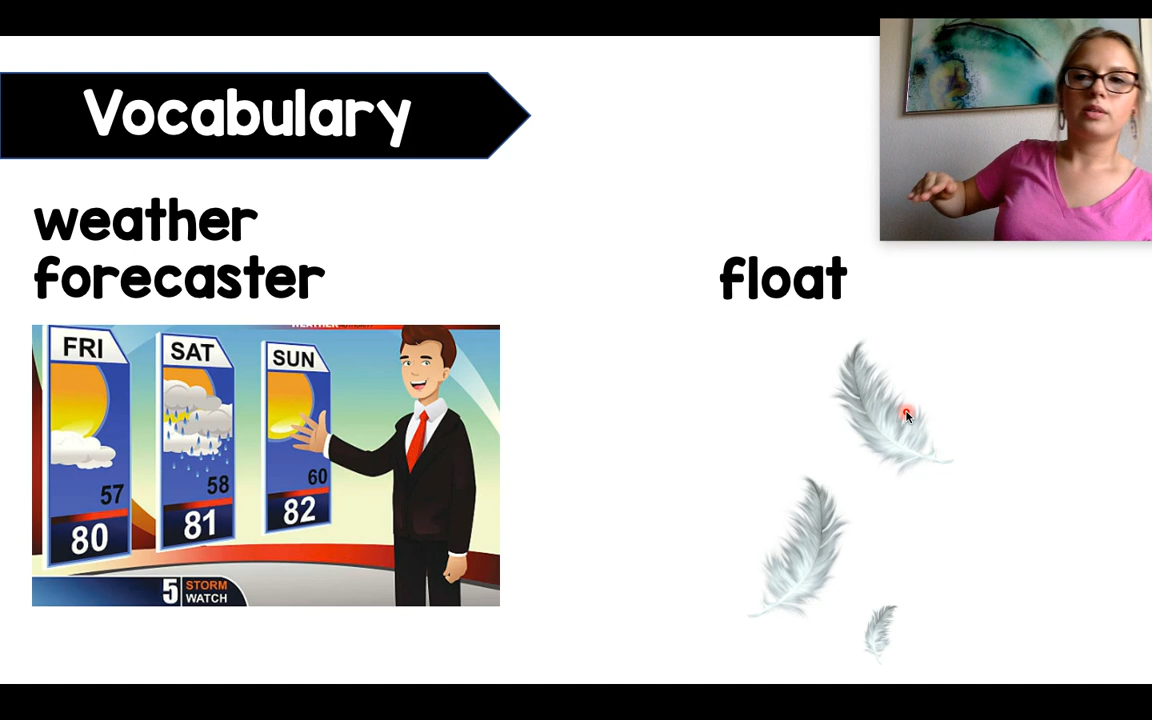 Vocabulary
weather
forecaster
float
FRI
SAT
SUN
57
58
60
80
81
82
5 STORM
WATCH